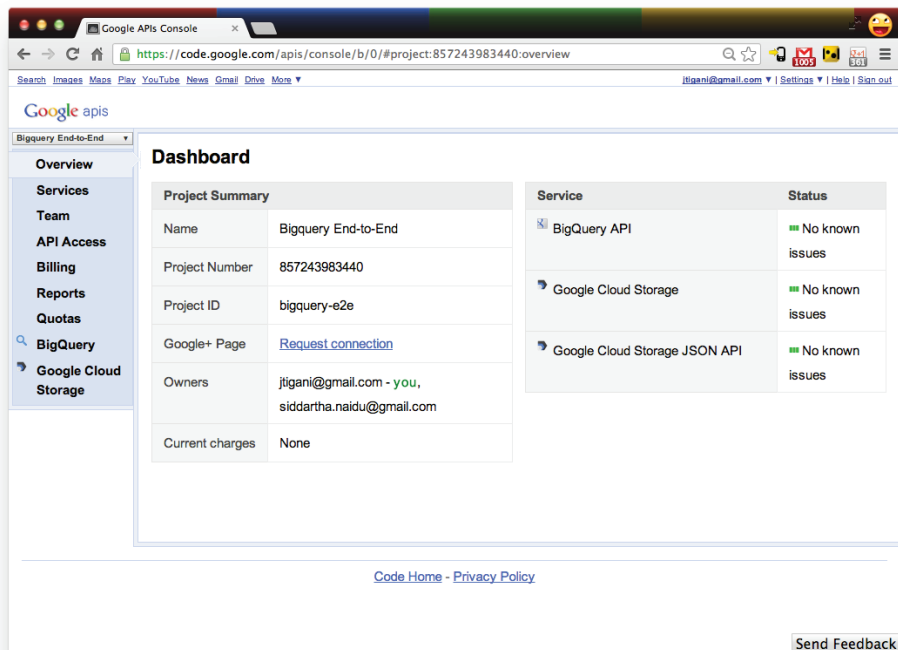 Google APIs Console
https://code.google.com/apis/console/b/0/#project:857243983440:overview
1005
361
Search Images Maps Play YouTube News Gmail Drive More ▼
jtigani@gmail.com ▼ | Settings ▼ | Help | Sign out
Google apis
Bigquery End-to-End
Overview
Services
Team
API Access
Billing
Reports
Quotas
BigQuery
Google Cloud
Storage
Dashboard
Project Summary
Name Bigquery End-to-End
Project Number 857243983440
Project ID bigquery-e2e
Google+ Page Request connection
Owners jtigani@gmail.com - you,
siddartha.naidu@gmail.com
Current charges None
Service Status
BigQuery API No known
issues
Google Cloud Storage No known
issues
Google Cloud Storage JSON API No known
issues
Code Home - Privacy Policy
Send Feedback